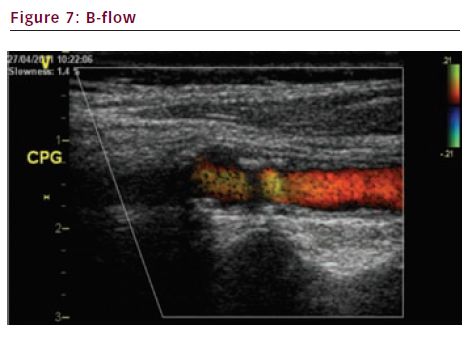 Figure 7: B-flow
27/04/2011 10:22:06
V
Slowness: 1.4 s
.21
1
CPG
-.21
2
3